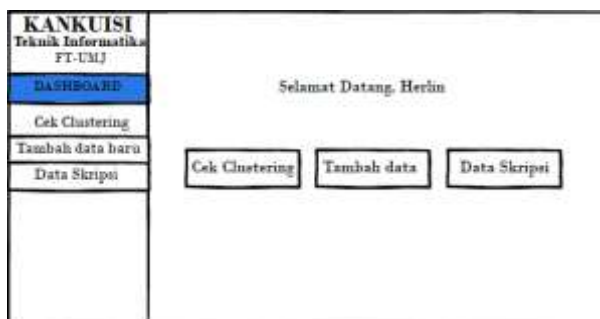 KANKUISI
Teknik Informatika
FT-UMJ
DASHBOARD
Cek Clustering
Tambah data baru
Data Skripsi
Selamat Datang, Herlin
Cek Clustering
Tambah data
Data Skripsi